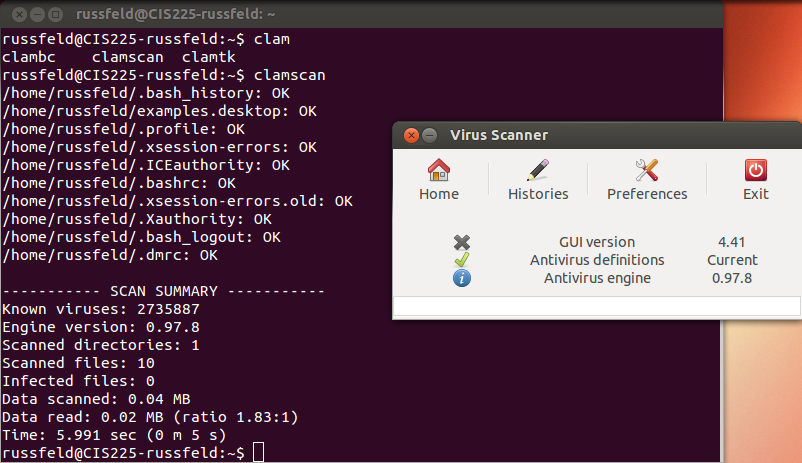 russfeld@CIS225-russfeld: ~
russfeld@CIS225-russfeld:~$ clam
clambc    clamscan  clamtk
russfeld@CIS225-russfeld:~$ clamscan
/home/russfeld/.bash_history: OK
/home/russfeld/examples.desktop: OK
/home/russfeld/.profile: OK
/home/russfeld/.xsession-errors: OK
/home/russfeld/.ICEauthority: OK
/home/russfeld/.bashrc: OK
/home/russfeld/.xsession-errors.old: OK
/home/russfeld/.Xauthority: OK
/home/russfeld/.bash_logout: OK
/home/russfeld/.dmrc: OK
----------- SCAN SUMMARY -----------
Known viruses: 2735887
Engine version: 0.97.8
Scanned directories: 1
Scanned files: 10
Infected files: 0
Data scanned: 0.04 MB
Data read: 0.02 MB (ratio 1.83:1)
Time: 5.991 sec (0 m 5 s)
russfeld@CIS225-russfeld:~$
Virus Scanner
Home Histories Preferences Exit
GUI version 4.41
Antivirus definitions Current
Antivirus engine 0.97.8